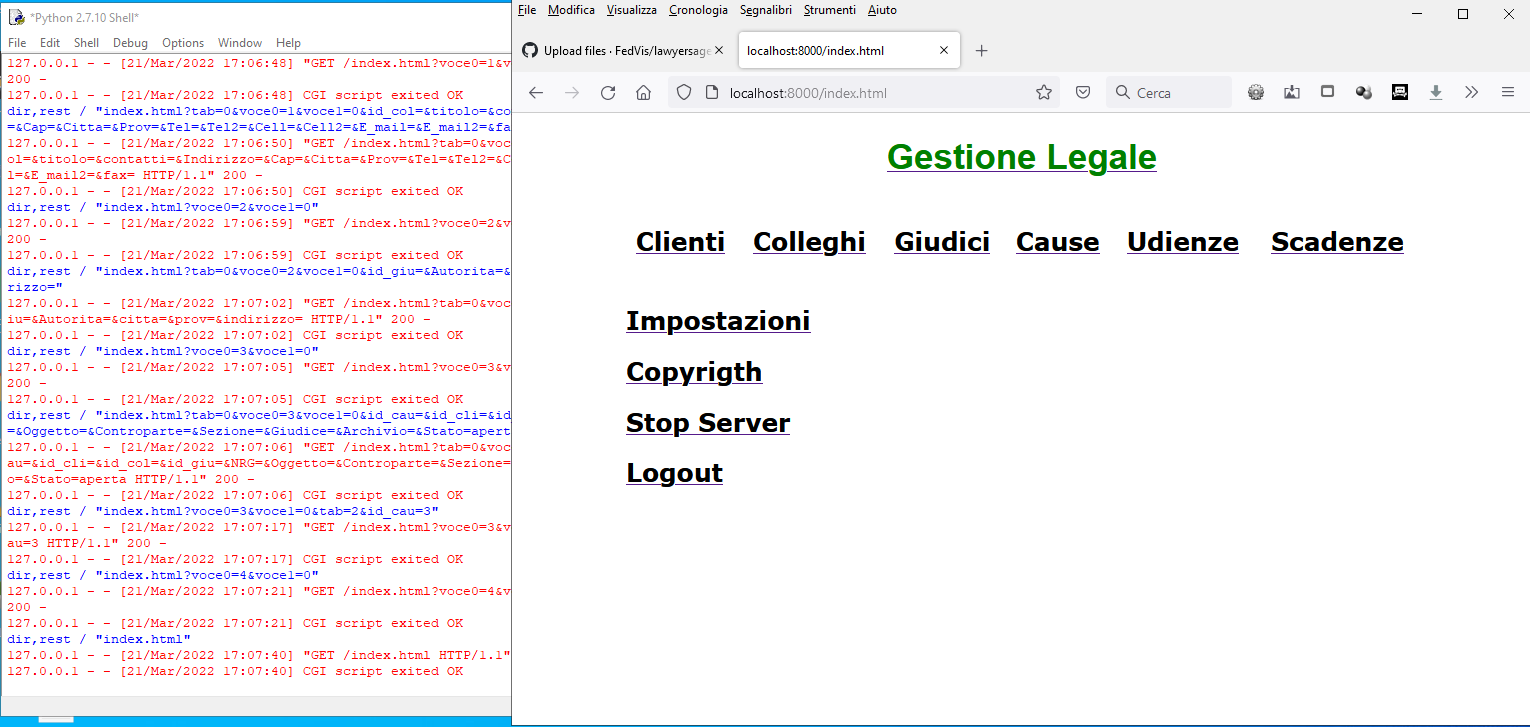 *Python 2.7.10 Shell*
File Edit Shell Debug Options Window Help
127.0.0.1 - - [21/Mar/2022 17:06:48] "GET /index.html?voce0=1&v
200 -
127.0.0.1 - - [21/Mar/2022 17:06:48] CGI script exited OK
dir,rest / "index.html?tab=0&voce0=1&voce1=0&id_col=&titolo=&co
=&Cap=&Citta=&Prov=&Tel=&Tel2=&Cell=&Cell2=&E_mail=&E_mail2=&fa
127.0.0.1 - - [21/Mar/2022 17:06:50] "GET /index.html?tab=0&voc
ol=&titolo=&contatti=&Indirizzo=&Cap=&Citta=&Prov=&Tel=&Tel2=&C
l=&E_mail2=&fax= HTTP/1.1" 200 -
127.0.0.1 - - [21/Mar/2022 17:06:50] CGI script exited OK
dir,rest / "index.html?voce0=2&voce1=0"
127.0.0.1 - - [21/Mar/2022 17:06:59] "GET /index.html?voce0=2&v
200 -
127.0.0.1 - - [21/Mar/2022 17:06:59] CGI script exited OK
dir,rest / "index.html?tab=0&voce0=2&voce1=0&id_giu=&Autorita=&
rizzo="
127.0.0.1 - - [21/Mar/2022 17:07:02] "GET /index.html?tab=0&voc
iu=&Autorita=&citta=&prov=&indirizzo= HTTP/1.1" 200 -
127.0.0.1 - - [21/Mar/2022 17:07:02] CGI script exited OK
dir,rest / "index.html?voce0=3&voce1=0"
127.0.0.1 - - [21/Mar/2022 17:07:05] "GET /index.html?voce0=3&v
200 -
127.0.0.1 - - [21/Mar/2022 17:07:05] CGI script exited OK
dir,rest / "index.html?tab=0&voce0=3&voce1=0&id_cau=&id_cli=&id
=&Oggetto=&Controparte=&Sezione=&Giudice=&Archivio=&Stato=apert
127.0.0.1 - - [21/Mar/2022 17:07:06] "GET /index.html?tab=0&voc
au=&id_cli=&id_col=&id_giu=&NRG=&Oggetto=&Controparte=&Sezione=
o=&Stato=aperta HTTP/1.1" 200 -
127.0.0.1 - - [21/Mar/2022 17:07:06] CGI script exited OK
dir,rest / "index.html?voce0=3&voce1=0&tab=2&id_cau=3"
127.0.0.1 - - [21/Mar/2022 17:07:17] "GET /index.html?voce0=3&v
au=3 HTTP/1.1" 200 -
127.0.0.1 - - [21/Mar/2022 17:07:17] CGI script exited OK
dir,rest / "index.html?voce0=4&voce1=0"
127.0.0.1 - - [21/Mar/2022 17:07:21] "GET /index.html?voce0=4&v
200 -
127.0.0.1 - - [21/Mar/2022 17:07:21] CGI script exited OK
dir,rest / "index.html"
127.0.0.1 - - [21/Mar/2022 17:07:40] "GET /index.html HTTP/1.1"
127.0.0.1 - - [21/Mar/2022 17:07:40] CGI script exited OK
File Modifica Visualizza Cronologia Segnalibri Strumenti Aiuto
Upload files · FedVis/lawyersage
localhost:8000/index.html
localhost:8000/index.html
Cerca
Gestione Legale
Clienti Colleghi Giudici Cause Udienze Scadenze
Impostazioni
Copyrigth
Stop Server
Logout